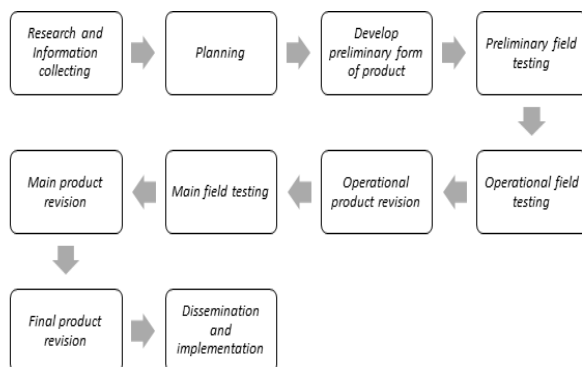 Research and
Information
collecting
Planning
Develop
preliminary form
of product
Preliminary field
testing
Operational field
testing
Operational
product revision
Main field testing
Main product
revision
Final product
revision
Dissemination
and
implementation